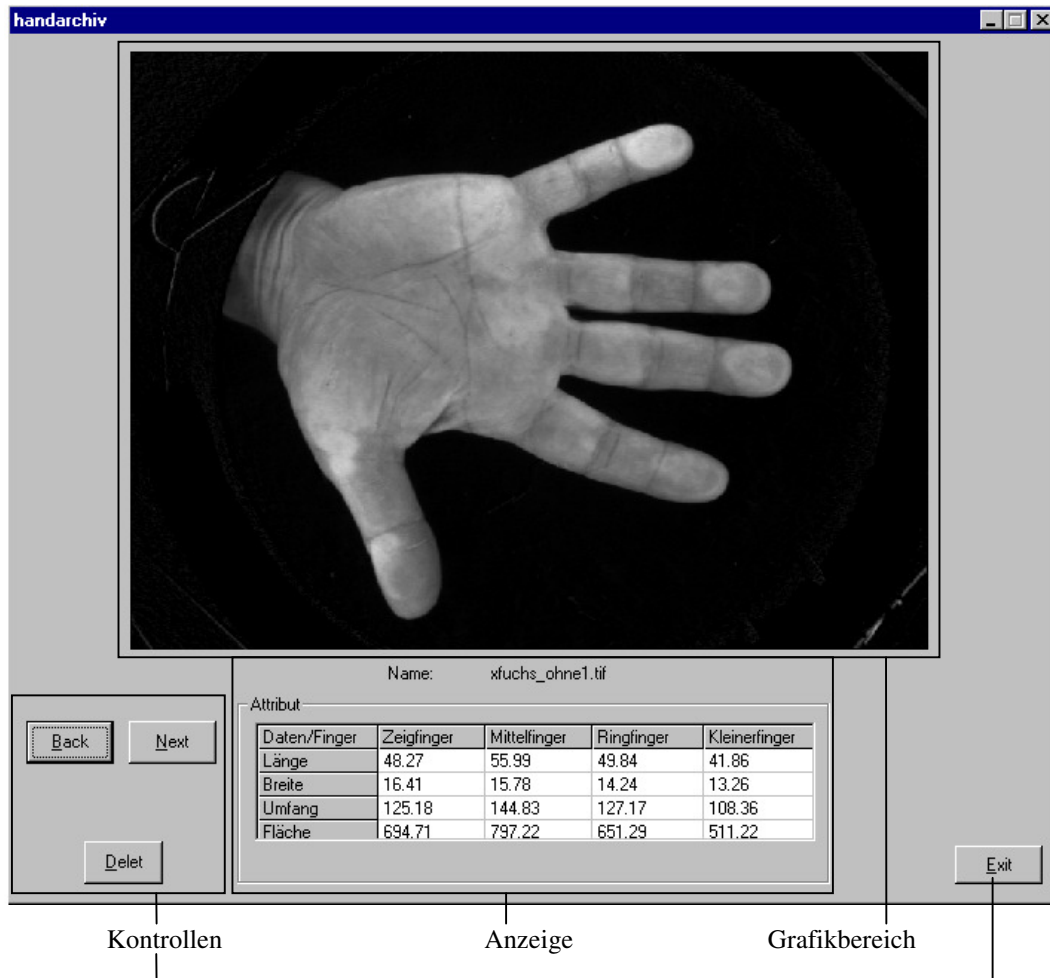 handarchiv
Name: xfuchs_ohne1.tif
Attribut
Daten/Finger Zeigfinger Mittelfinger Ringfinger Kleinerfinger
Länge 48.27 55.99 49.84 41.86
Breite 16.41 15.78 14.24 13.26
Umfang 125.18 144.83 127.17 108.36
Fläche 694.71 797.22 651.29 511.22
Back Next
Delet
Exit
Kontrollen Anzeige Grafikbereich